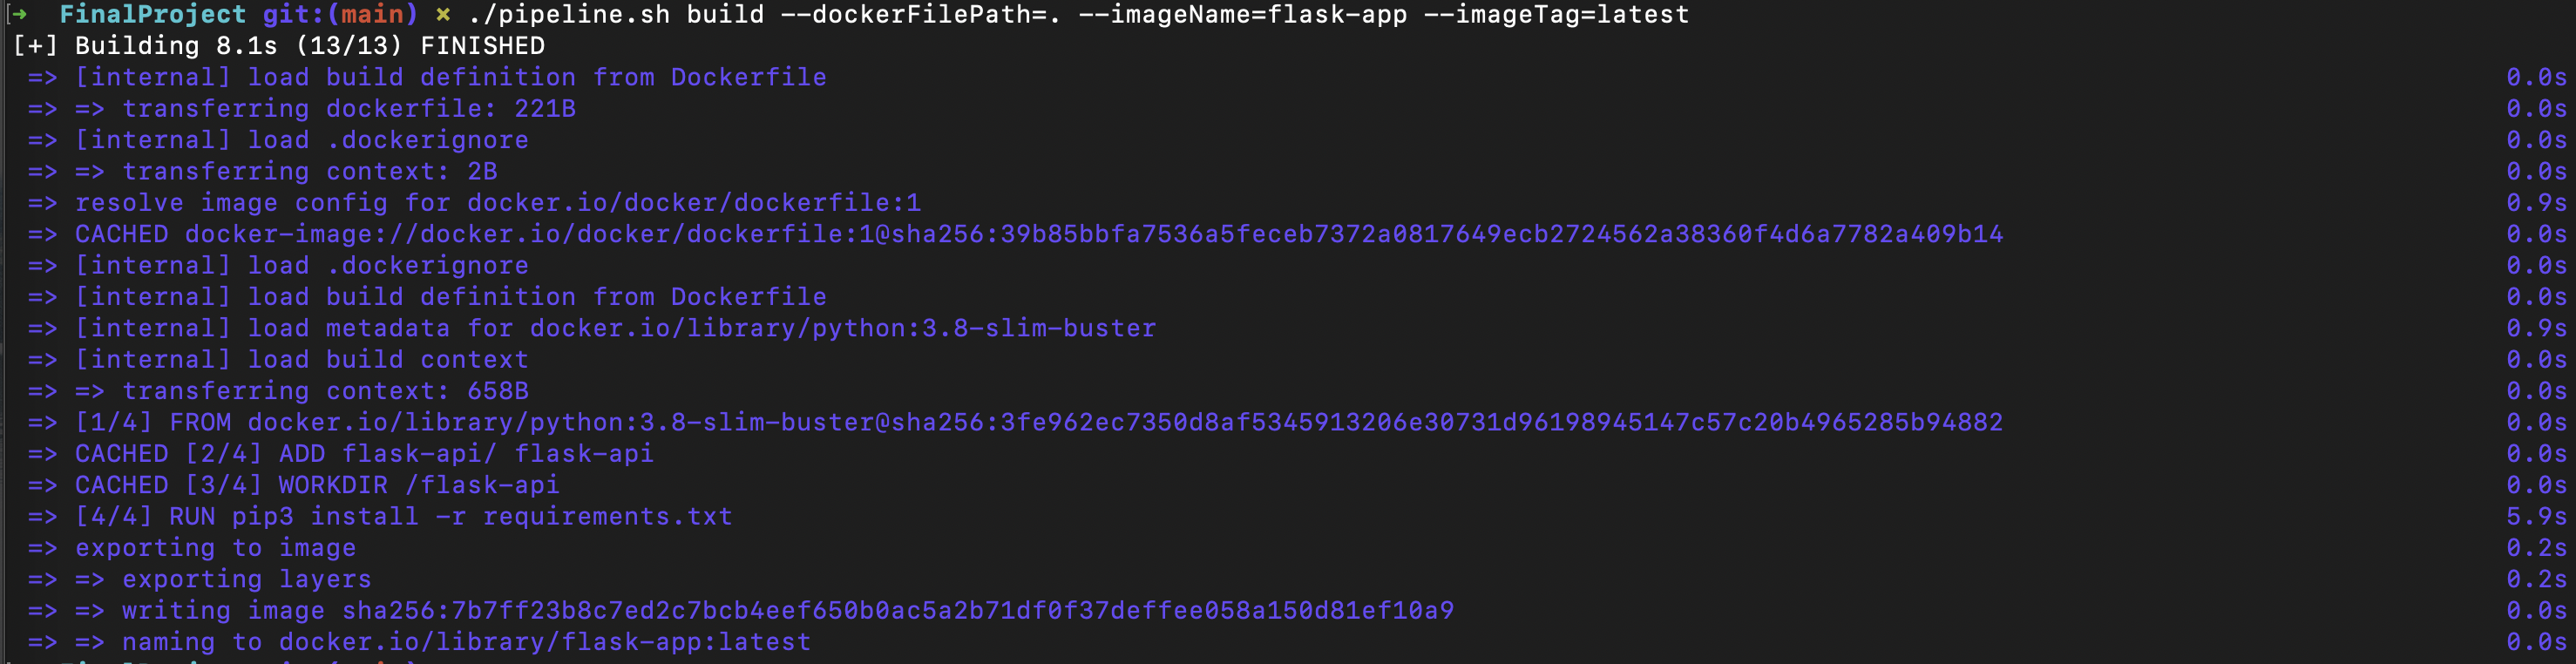 [➜  FinalProject git:(main) ✗ ./pipeline.sh build --dockerFilePath=. --imageName=flask-app --imageTag=latest
[+] Building 8.1s (13/13) FINISHED
=> [internal] load build definition from Dockerfile 0.0s
=> => transferring dockerfile: 221B 0.0s
=> [internal] load .dockerignore 0.0s
=> => transferring context: 2B 0.0s
=> resolve image config for docker.io/docker/dockerfile:1 0.9s
=> CACHED docker-image://docker.io/docker/dockerfile:1@sha256:39b85bbfa7536a5feceb7372a0817649ecb2724562a38360f4d6a7782a409b14 0.0s
=> [internal] load .dockerignore 0.0s
=> [internal] load build definition from Dockerfile 0.0s
=> [internal] load metadata for docker.io/library/python:3.8-slim-buster 0.9s
=> [internal] load build context 0.0s
=> => transferring context: 658B 0.0s
=> [1/4] FROM docker.io/library/python:3.8-slim-buster@sha256:3fe962ec7350d8af5345913206e30731d96198945147c57c20b4965285b94882 0.0s
=> CACHED [2/4] ADD flask-api/ flask-api 0.0s
=> CACHED [3/4] WORKDIR /flask-api 0.0s
=> [4/4] RUN pip3 install -r requirements.txt 5.9s
=> exporting to image 0.2s
=> => exporting layers 0.2s
=> => writing image sha256:7b7ff23b8c7ed2c7bcb4eef650b0ac5a2b71df0f37deffee058a150d81ef10a9 0.0s
=> => naming to docker.io/library/flask-app:latest 0.0s